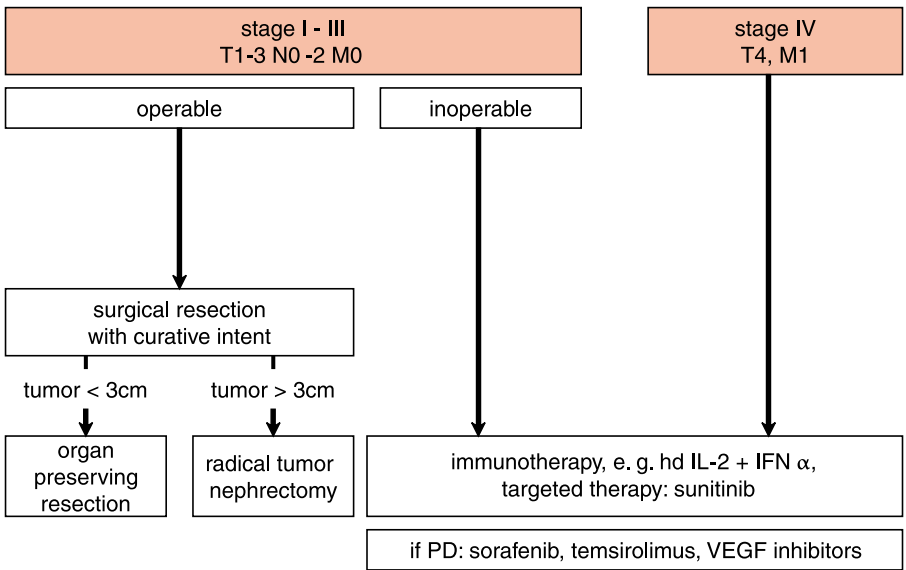 stage I - III
T1-3 N0 -2 M0
stage IV
T4, M1
operable
inoperable
surgical resection
with curative intent
tumor < 3cm
tumor > 3cm
organ
preserving
resection
radical tumor
nephrectomy
immunotherapy, e. g. hd IL-2 + IFN α,
targeted therapy: sunitinib
if PD: sorafenib, temsirolimus, VEGF inhibitors